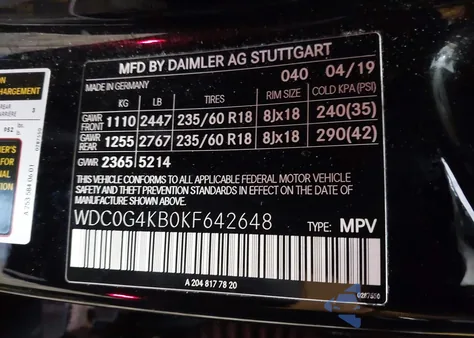 MFD BY DAIMLER AG STUTTGART
MADE IN GERMANY 040 04/19
KG LB TIRES RIM SIZE COLD KPA (PSI)
GAWR FRONT 1110 2447 235/60 R18 8Jx18 240(35)
GAWR REAR 1255 2767 235/60 R18 8Jx18 290(42)
GVWR 2365 5214
THIS VEHICLE CONFORMS TO ALL APPLICABLE FEDERAL MOTOR VEHICLE
SAFETY AND THEFT PREVENTION STANDARDS IN EFFECT ON THE DATE OF
MANUFACTURE SHOWN ABOVE.
WDC0G4KB0KF642648 TYPE: MPV
A 204 817 78 20